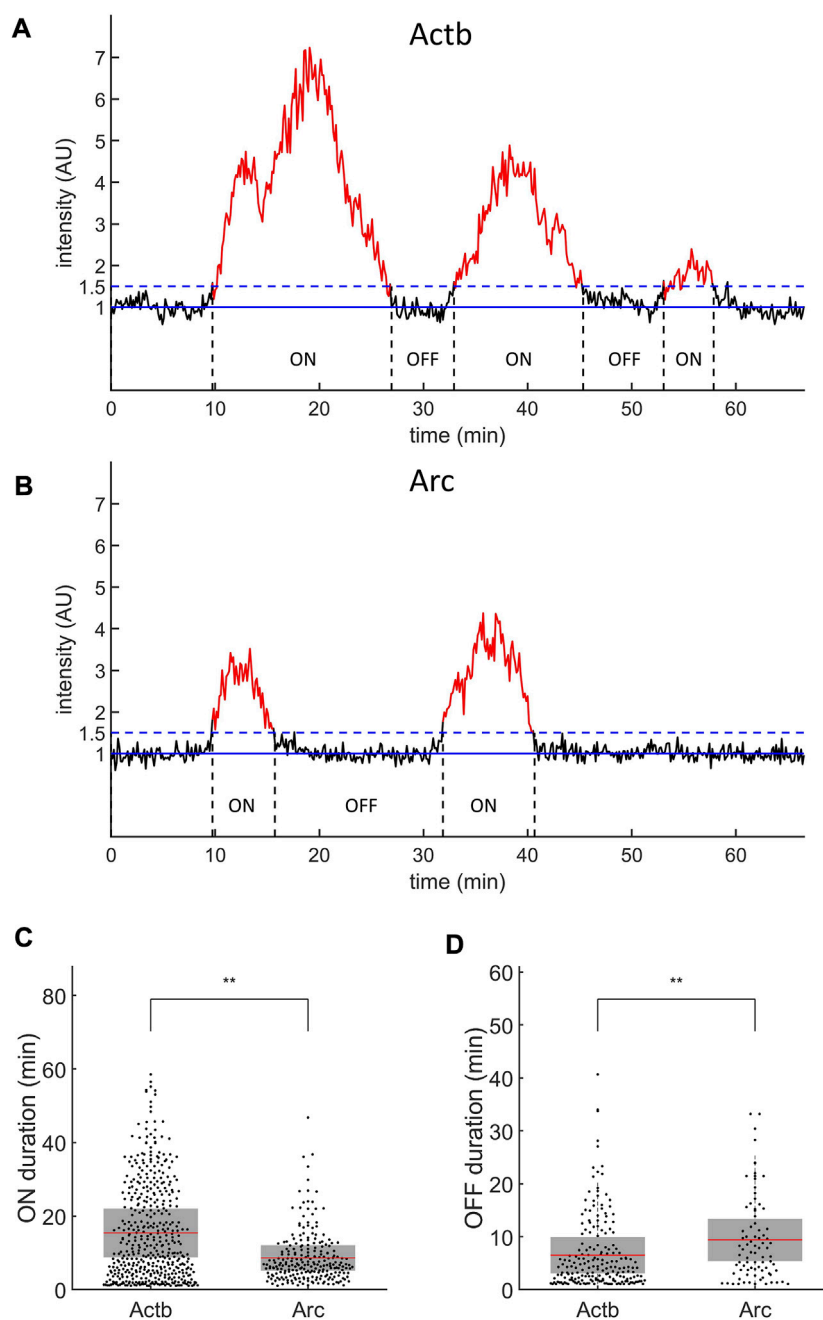 A
Actb
intensity (AU)
7
6
5
4
3
2
1.5
1
ON OFF ON OFF ON
0 10 20 30 40 50 60
time (min)
B
Arc
intensity (AU)
7
6
5
4
3
2
1.5
1
ON OFF ON
0 10 20 30 40 50 60
time (min)
C
ON duration (min)
80
60
40
20
0
**
Actb Arc
D
OFF duration (min)
60
50
40
30
20
10
0
**
Actb Arc